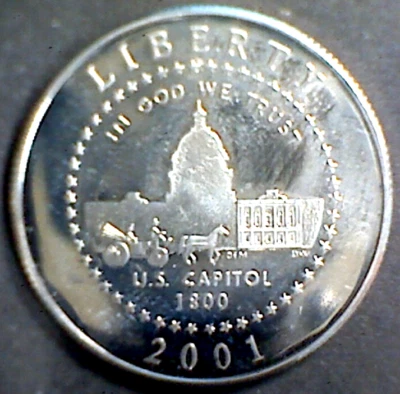 LIBERTY
IN GOD WE TRUST
U.S. CAPITOL
1800
2001